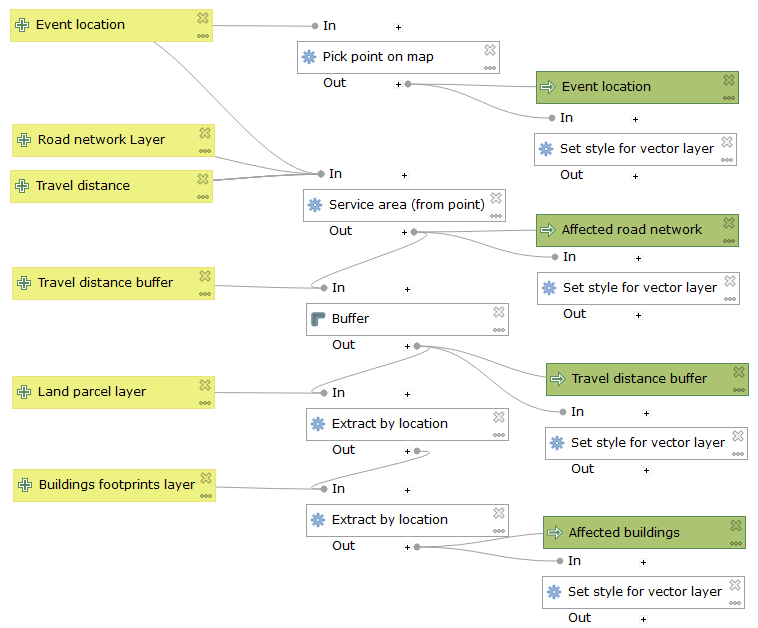 Event location
In
+
Pick point on map
Out
+
Event location
In
+
Set style for vector layer
Out
+
Road network Layer
Travel distance
In
+
Service area (from point)
Out
+
Affected road network
In
+
Set style for vector layer
Out
+
Travel distance buffer
In
+
Buffer
Out
+
Travel distance buffer
In
+
Set style for vector layer
Out
+
Land parcel layer
In
+
Extract by location
Out
+
Buildings footprints layer
In
+
Extract by location
Out
+
Affected buildings
In
+
Set style for vector layer
Out
+